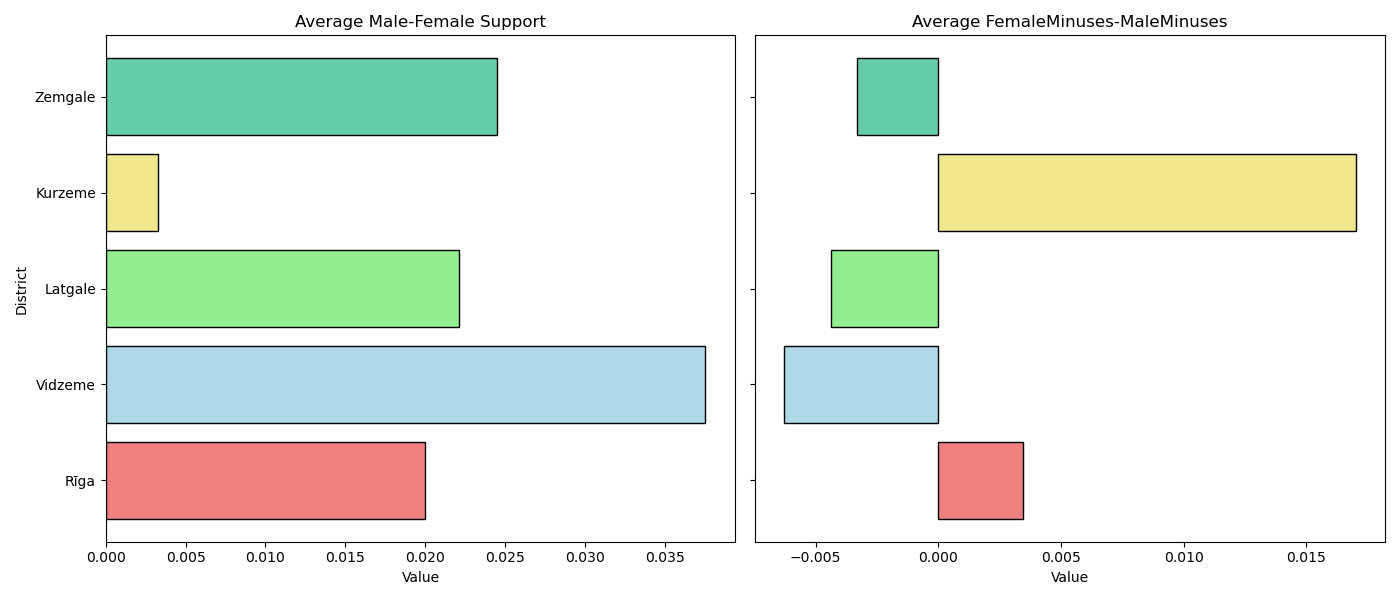 Average Male-Female Support
Average FemaleMinuses-MaleMinuses
District
Zemgale
Kurzeme
Latgale
Vidzeme
Rīga
0.000 0.005 0.010 0.015 0.020 0.025 0.030 0.035
−0.005 0.000 0.005 0.010 0.015
Value
Value